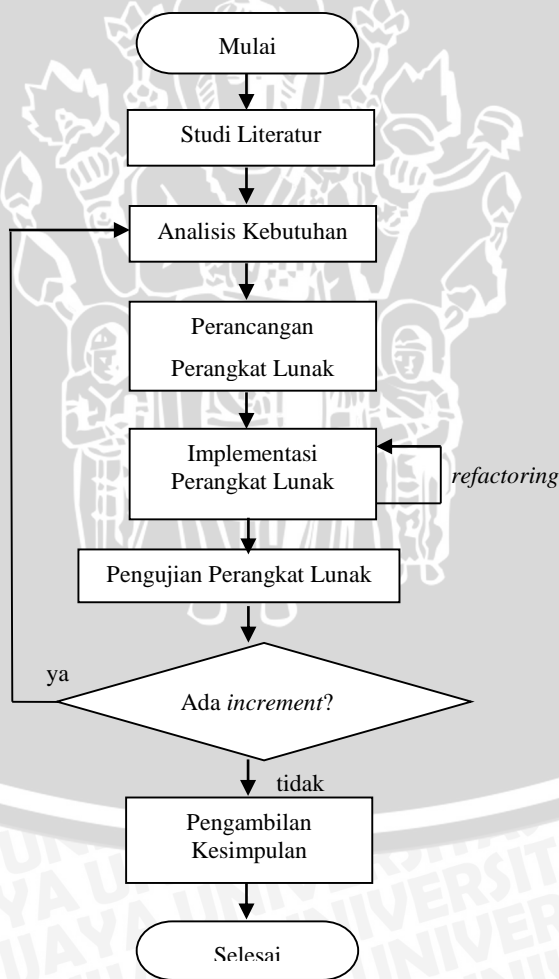 Mulai
Studi Literatur
Analisis Kebutuhan
Perancangan
Perangkat Lunak
Implementasi
Perangkat Lunak
refactoring
Pengujian Perangkat Lunak
ya
Ada increment?
tidak
Pengambilan
Kesimpulan
Selesai